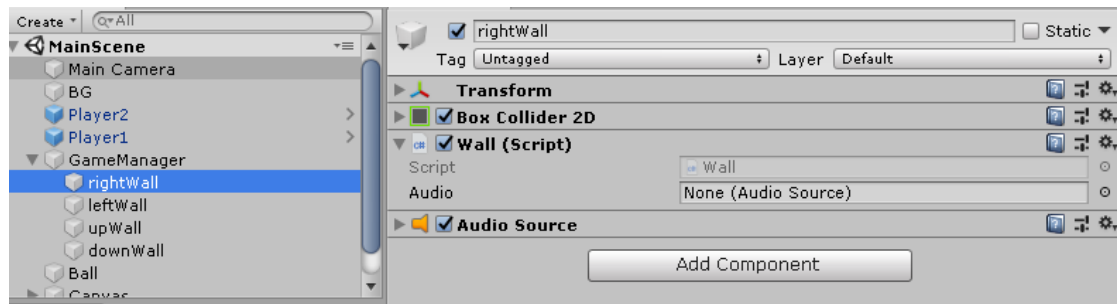 Create
All
MainScene
Main Camera
BG
Player2
Player1
GameManager
rightWall
leftWall
upWall
downWall
Ball
Canvas
rightWall
Static
Tag Untagged Layer Default
Transform
Box Collider 2D
Wall (Script)
Script Wall
Audio None (Audio Source)
Audio Source
Add Component